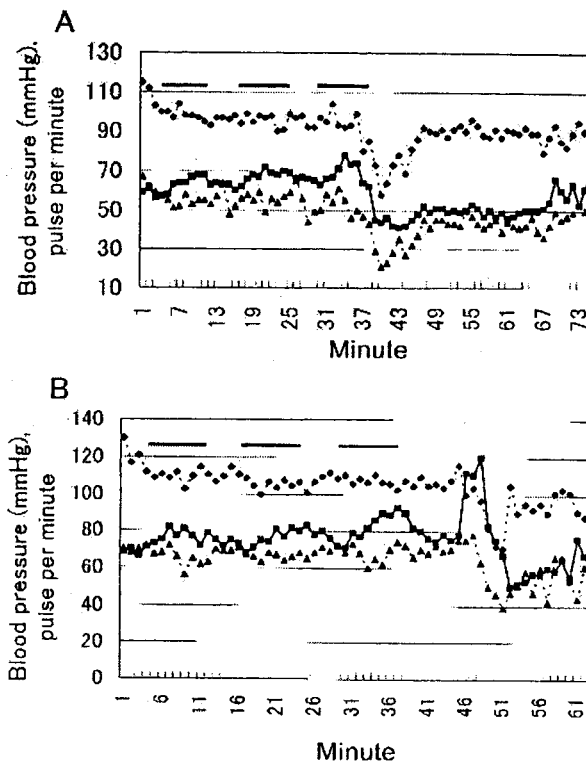 A
Blood pressure (mmHg),
pulse per minute
130
110
90
70
50
30
10
1 7 13 19 25 31 37 43 49 55 61 67 73
Minute
B
Blood pressure (mmHg),
pulse per minute
140
120
100
80
60
40
20
0
1 6 11 16 21 26 31 36 41 46 51 56 61
Minute